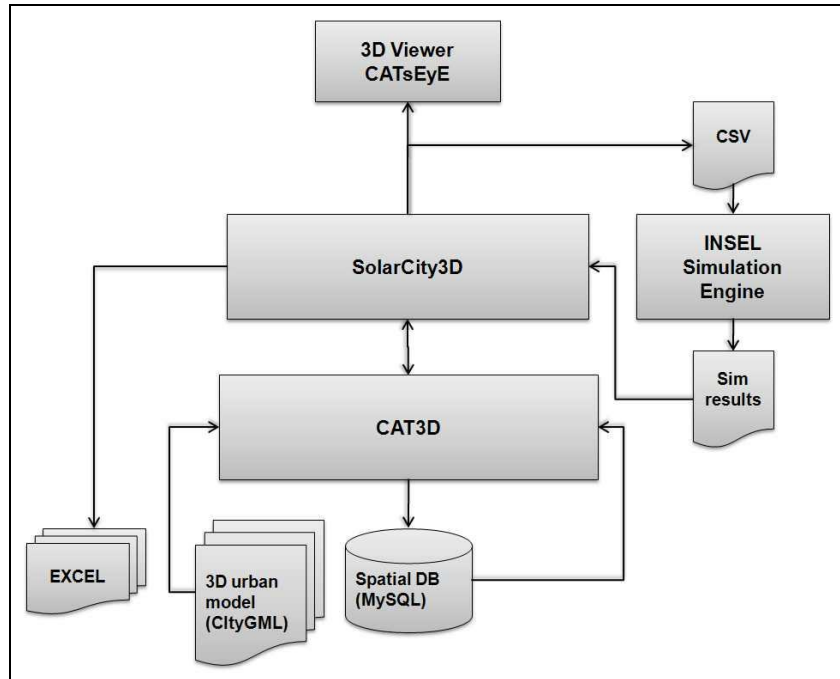 3D Viewer
CATsEyE
CSV
SolarCity3D
INSEL
Simulation
Engine
Sim
results
CAT3D
EXCEL
3D urban
model
(CItyGML)
Spatial DB
(MySQL)